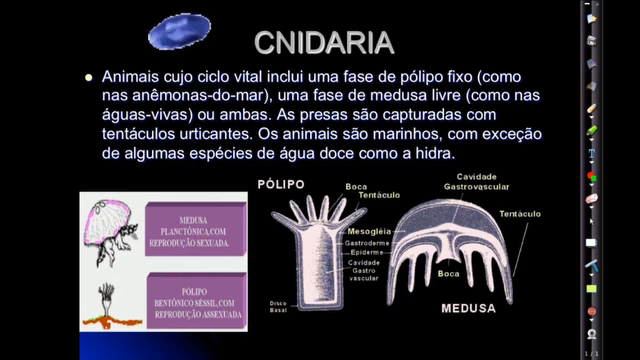 CNIDARIA
Animais cujo ciclo vital inclui uma fase de pólipo fixo (como
nas anêmonas-do-mar), uma fase de medusa livre (como nas
águas-vivas) ou ambas. As presas são capturadas com
tentáculos urticantes. Os animais são marinhos, com exceção
de algumas espécies de água doce como a hidra.
MEDUSA
PLANCTÔNICA,COM
REPRODUÇÃO SEXUADA.
PÓLIPO
BENTÔNICO SÉSSIL,COM
REPRODUÇÃO ASSEXUADA
PÓLIPO
Boca
Tentáculo
Mesogléia
Gastroderme
Epiderme
Cavidade
Gastro
vascular
Disco
Basal
Cavidade
Gastrovascular
Tentáculo
Boca
MEDUSA
1 / 1